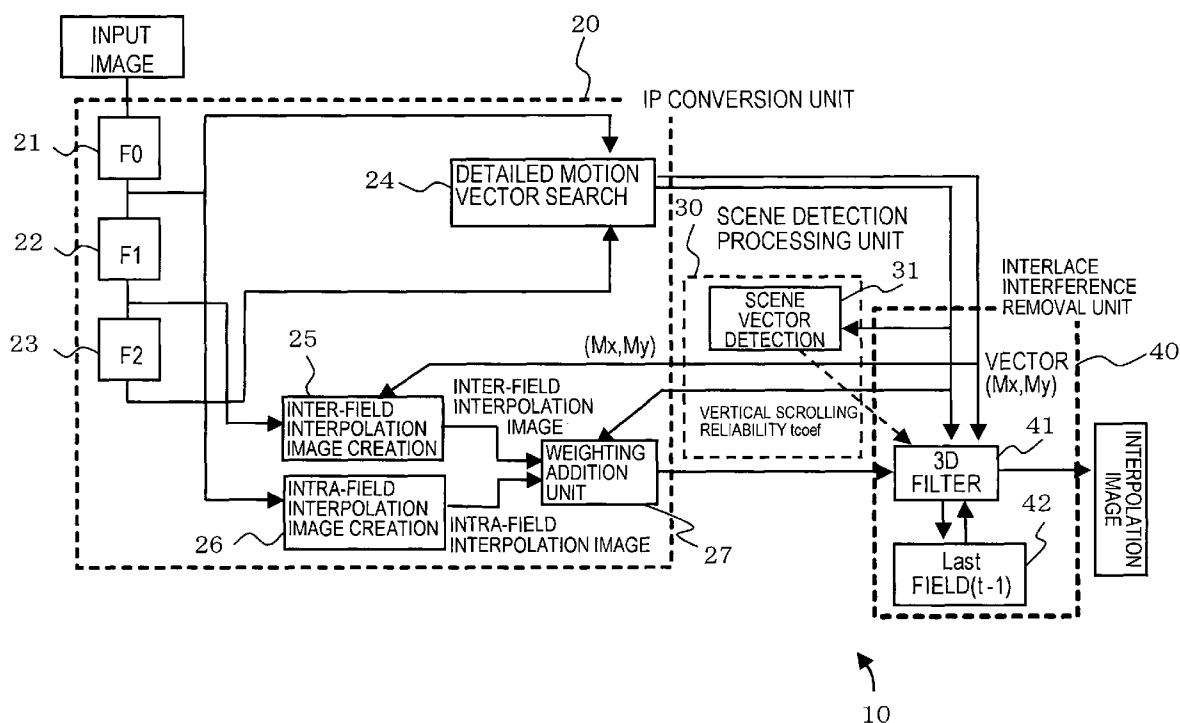 INPUT
IMAGE
20
IP CONVERSION UNIT
21
F0
24
DETAILED MOTION
VECTOR SEARCH
22
F1
30
SCENE DETECTION
PROCESSING UNIT
31
SCENE
VECTOR
DETECTION
INTERLACE
INTERFERENCE
REMOVAL UNIT
23
F2
25
(Mx,My)
VECTOR
(Mx,My)
40
INTER-FIELD
INTERPOLATION
IMAGE CREATION
INTER-FIELD
INTERPOLATION
IMAGE
VERTICAL SCROLLING
RELIABILITY tcoef
WEIGHTING
ADDITION
UNIT
41
3D
FILTER
INTERPOLATION
IMAGE
INTRA-FIELD
INTERPOLATION
IMAGE CREATION
26
INTRA-FIELD
INTERPOLATION IMAGE
27
42
Last
FIELD(t-1)
10